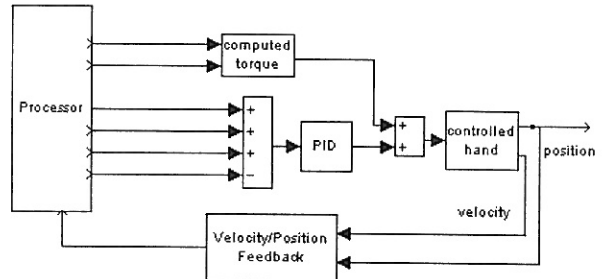 computed
torque
Processor
+
+
+
−
PID
+
+
controlled
hand
position
velocity
Velocity/Position
Feedback